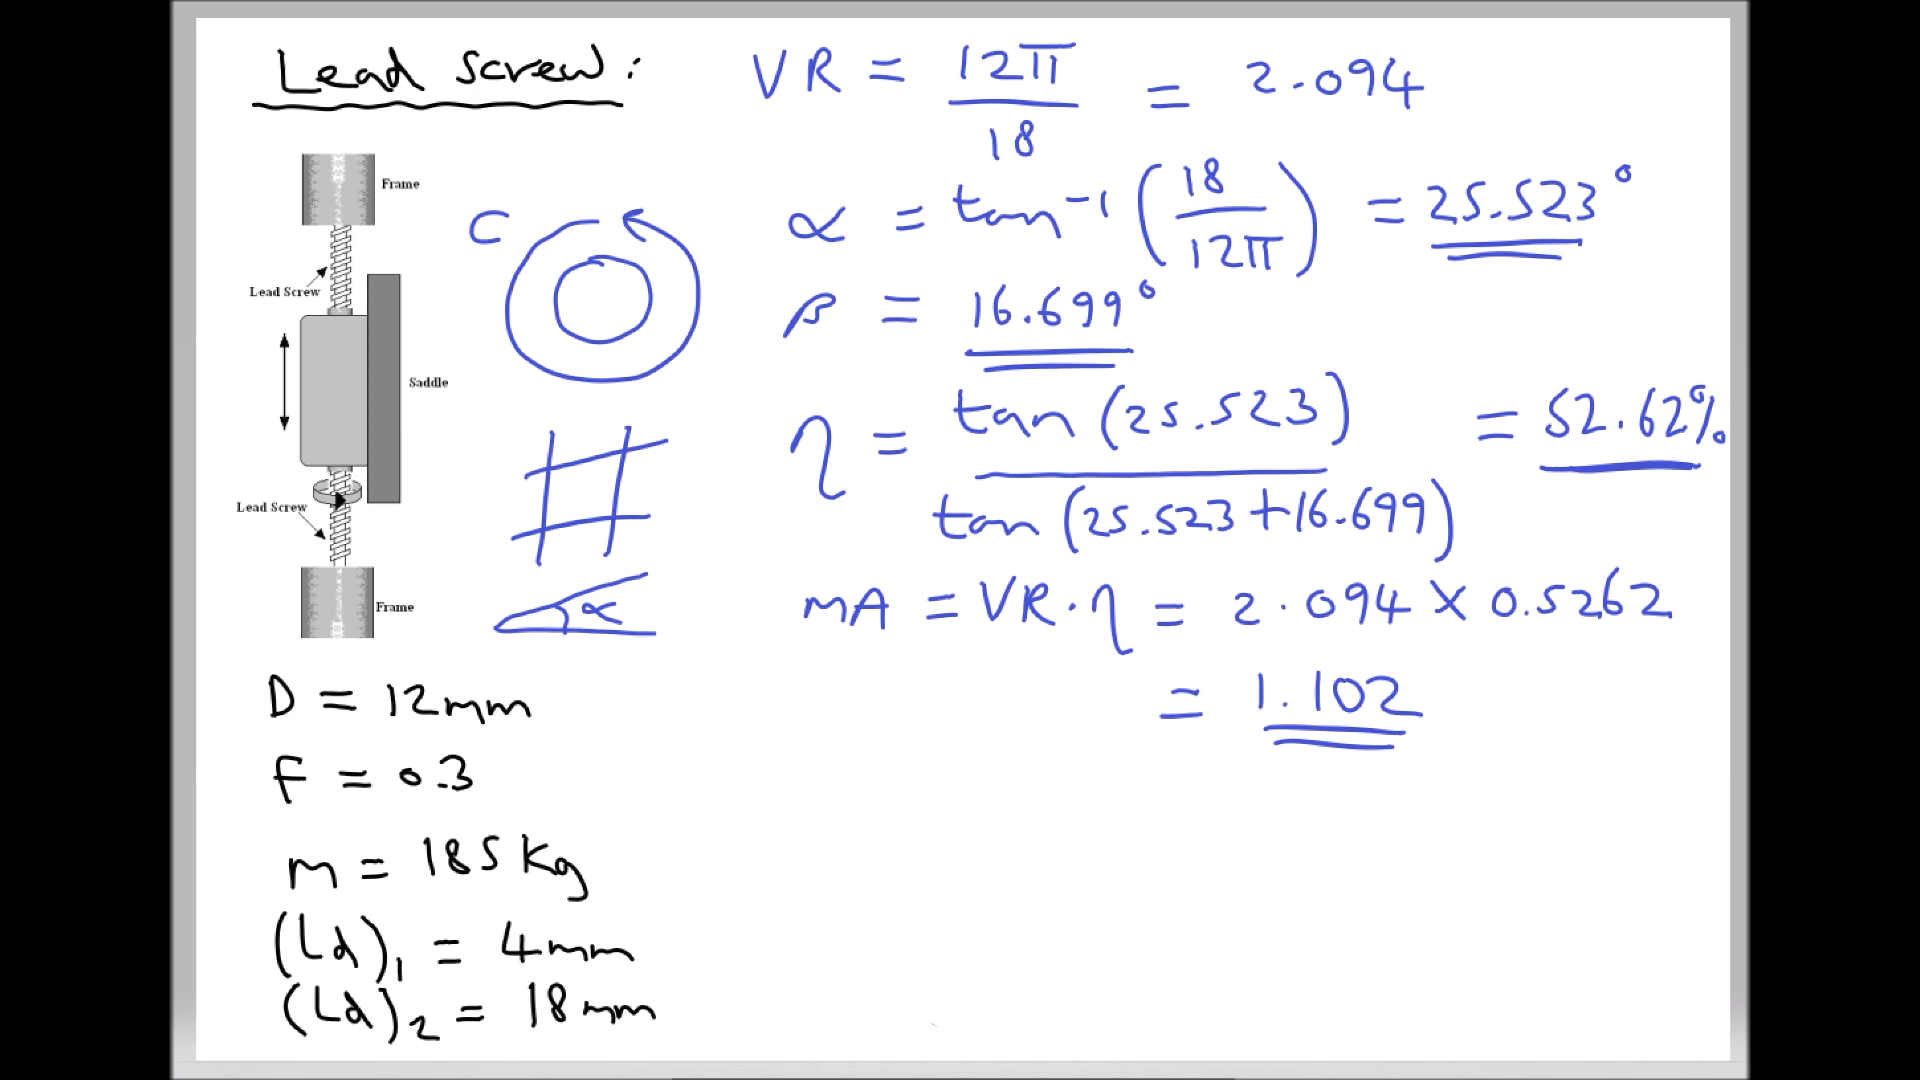 Lead screw:
Frame
Lead Screw
Saddle
Lead Screw
Frame
D = 12mm
F = 0.3
m = 185 Kg
(Ld)₁ = 4mm
(Ld)₂ = 18mm
C
α
VR = 12π / 18 = 2.094
α = tan⁻¹ (18 / 12π) = 25.523°
β = 16.699°
η = tan (25.523) / tan (25.523 + 16.699) = 52.62%
MA = VR · η = 2.094 × 0.5262
= 1.102